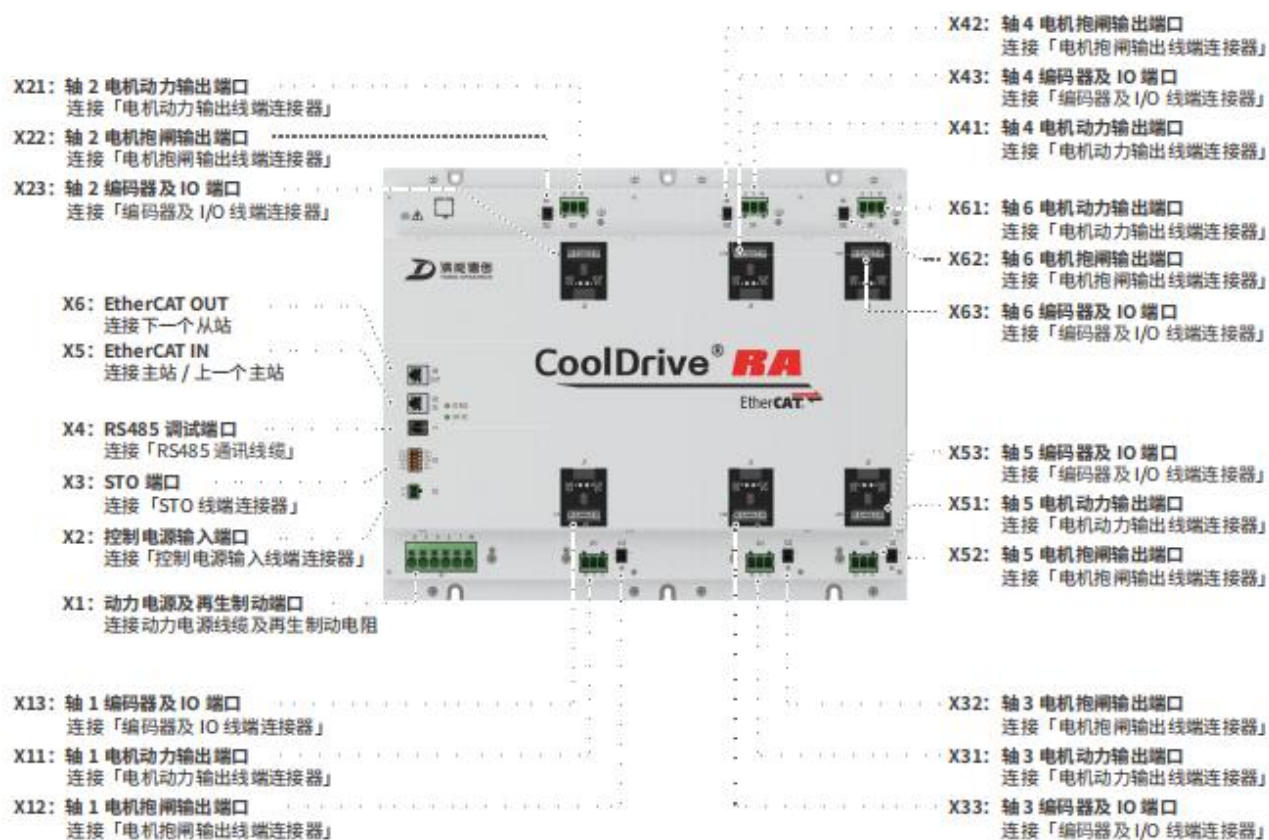 X21：轴 2 电机动力输出端口
连接「电机动力输出线端连接器」
X22：轴 2 电机抱闸输出端口
连接「电机抱闸输出线端连接器」
X23：轴 2 编码器及 IO 端口
连接「编码器及 I/O 线端连接器」
X6：EtherCAT OUT
连接下一个从站
X5：EtherCAT IN
连接主站 / 上一个主站
X4：RS485 调试端口
连接「RS485 通讯线缆」
X3：STO 端口
连接「STO 线端连接器」
X2：控制电源输入端口
连接「控制电源输入线端连接器」
X1：动力电源及再生制动端口
连接动力电源线缆及再生制动电阻
X13：轴 1 编码器及 IO 端口
连接「编码器及 IO 线端连接器」
X11：轴 1 电机动力输出端口
连接「电机动力输出线端连接器」
X12：轴 1 电机抱闸输出端口
连接「电机抱闸输出线端连接器」
CoolDrive® RA
EtherCAT
X42：轴 4 电机抱闸输出端口
连接「电机抱闸输出线端连接器」
X43：轴 4 编码器及 IO 端口
连接「编码器及 I/O 线端连接器」
X41：轴 4 电机动力输出端口
连接「电机动力输出线端连接器」
X61：轴 6 电机动力输出端口
连接「电机动力输出线端连接器」
X62：轴 6 电机抱闸输出端口
连接「电机抱闸输出线端连接器」
X63：轴 6 编码器及 IO 端口
连接「编码器及 I/O 线端连接器」
X53：轴 5 编码器及 IO 端口
连接「编码器及 I/O 线端连接器」
X51：轴 5 电机动力输出端口
连接「电机动力输出线端连接器」
X52：轴 5 电机抱闸输出端口
连接「电机抱闸输出线端连接器」
X32：轴 3 电机抱闸输出端口
连接「电机抱闸输出线端连接器」
X31：轴 3 电机动力输出端口
连接「电机动力输出线端连接器」
X33：轴 3 编码器及 IO 端口
连接「编码器及 I/O 线端连接器」